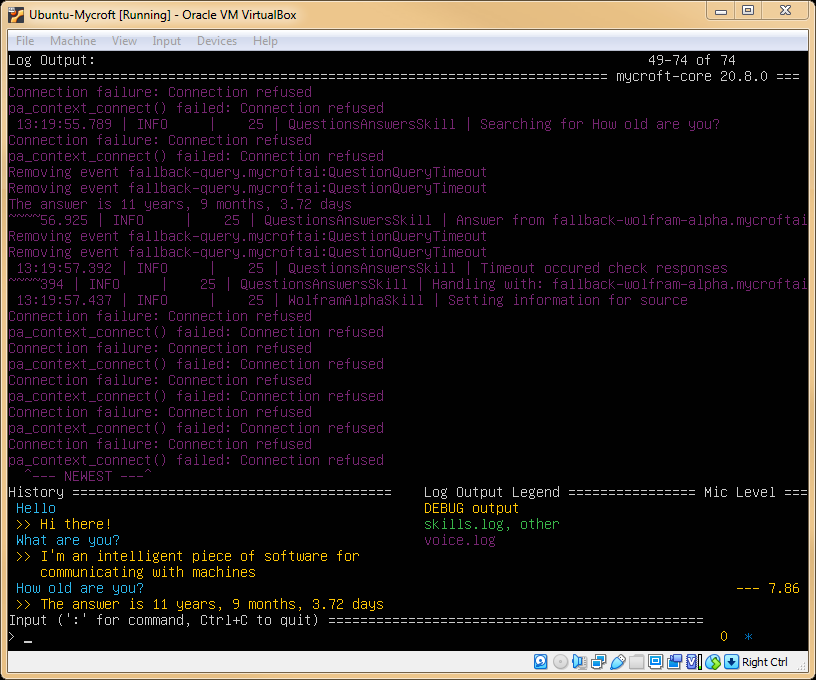 Ubuntu-Mycroft [Running] - Oracle VM VirtualBox
File Machine View Input Devices Help
Log Output: 49-74 of 74
=========================================================================== mycroft-core 20.8.0 ===
Connection failure: Connection refused
pa_context_connect() failed: Connection refused
13:19:55.789 | INFO | 25 | QuestionsAnswersSkill | Searching for How old are you?
Connection failure: Connection refused
pa_context_connect() failed: Connection refused
Removing event fallback-query.mycroftai:QuestionQueryTimeout
Removing event fallback-query.mycroftai:QuestionQueryTimeout
The answer is 11 years, 9 months, 3.72 days
~~~~56.925 | INFO | 25 | QuestionsAnswersSkill | Answer from fallback-wolfram-alpha.mycroftai
Removing event fallback-query.mycroftai:QuestionQueryTimeout
Removing event fallback-query.mycroftai:QuestionQueryTimeout
13:19:57.392 | INFO | 25 | QuestionsAnswersSkill | Timeout occured check responses
~~~~394 | INFO | 25 | QuestionsAnswersSkill | Handling with: fallback-wolfram-alpha.mycroftai
13:19:57.437 | INFO | 25 | WolframAlphaSkill | Setting information for source
Connection failure: Connection refused
pa_context_connect() failed: Connection refused
Connection failure: Connection refused
pa_context_connect() failed: Connection refused
Connection failure: Connection refused
pa_context_connect() failed: Connection refused
Connection failure: Connection refused
pa_context_connect() failed: Connection refused
Connection failure: Connection refused
pa_context_connect() failed: Connection refused
^--- NEWEST ---^
History ======================================== Log Output Legend ================ Mic Level ===
Hello DEBUG output
>> Hi there! skills.log, other
What are you? voice.log
>> I'm an intelligent piece of software for
communicating with machines
How old are you? --- 7.86
>> The answer is 11 years, 9 months, 3.72 days
Input (':' for command, Ctrl+C to quit) ===============================================
> _ 0 *
Right Ctrl